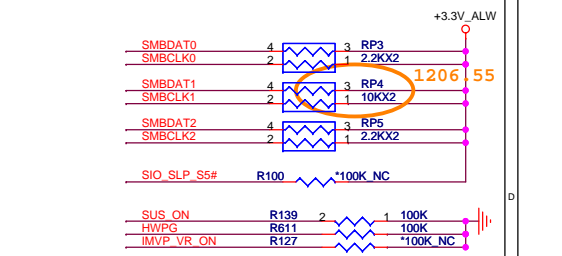 +3.3V_ALW
SMBDAT0 4 3 RP3
SMBCLK0 2 1 2.2KX2
1206.55
SMBDAT1 4 3 RP4
SMBCLK1 2 1 10KX2
SMBDAT2 4 3 RP5
SMBCLK2 2 1 2.2KX2
SIO_SLP_S5# R100 *100K_NC
D
SUS_ON R139 2 1 100K
HWPG R611 100K
IMVP_VR_ON R127 *100K_NC